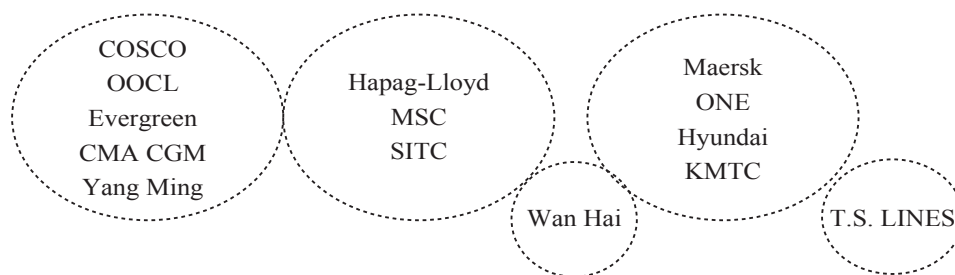 COSCO
OOCL
Evergreen
CMA CGM
Yang Ming
Hapag-Lloyd
MSC
SITC
Wan Hai
Maersk
ONE
Hyundai
KMTC
T.S. LINES